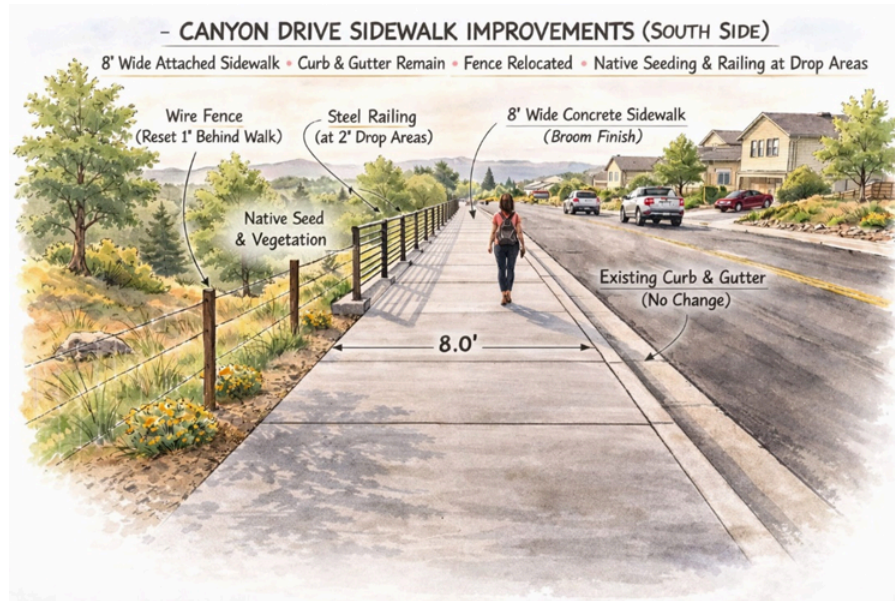 - CANYON DRIVE SIDEWALK IMPROVEMENTS (SOUTH SIDE)
8' Wide Attached Sidewalk • Curb & Gutter Remain • Fence Relocated • Native Seeding & Railing at Drop Areas
Wire Fence
(Reset 1' Behind Walk)
Steel Railing
(at 2' Drop Areas)
8' Wide Concrete Sidewalk
(Broom Finish)
Native Seed
& Vegetation
Existing Curb & Gutter
(No Change)
8.0'